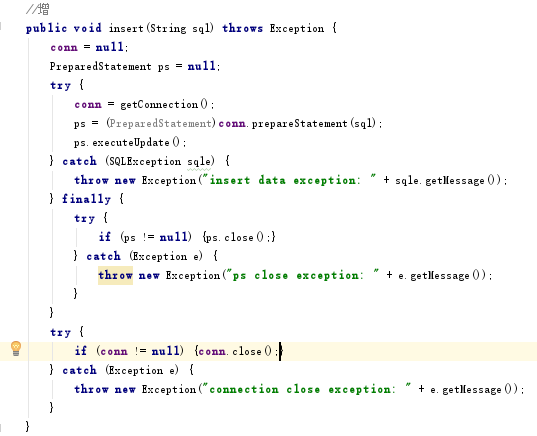 //增
public void insert(String sql) throws Exception {
conn = null;
PreparedStatement ps = null;
try {
conn = getConnection();
ps = (PreparedStatement)conn.prepareStatement(sql);
ps.executeUpdate();
} catch (SQLException sqle) {
throw new Exception("insert data exception: " + sqle.getMessage());
} finally {
try {
if (ps != null) {ps.close();}
} catch (Exception e) {
throw new Exception("ps close exception: " + e.getMessage());
}
}
try {
if (conn != null) {conn.close();}
} catch (Exception e) {
throw new Exception("connection close exception: " + e.getMessage());
}
}